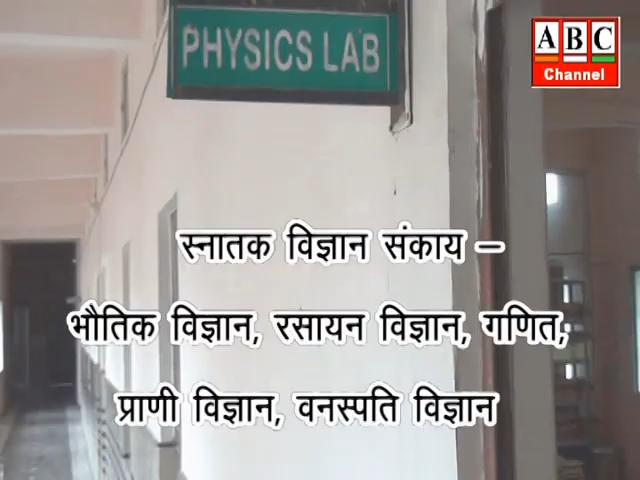 PHYSICS LAB
ABC
Channel
स्नातक विज्ञान संकाय –
भौतिक विज्ञान, रसायन विज्ञान, गणित,
प्राणी विज्ञान, वनस्पति विज्ञान